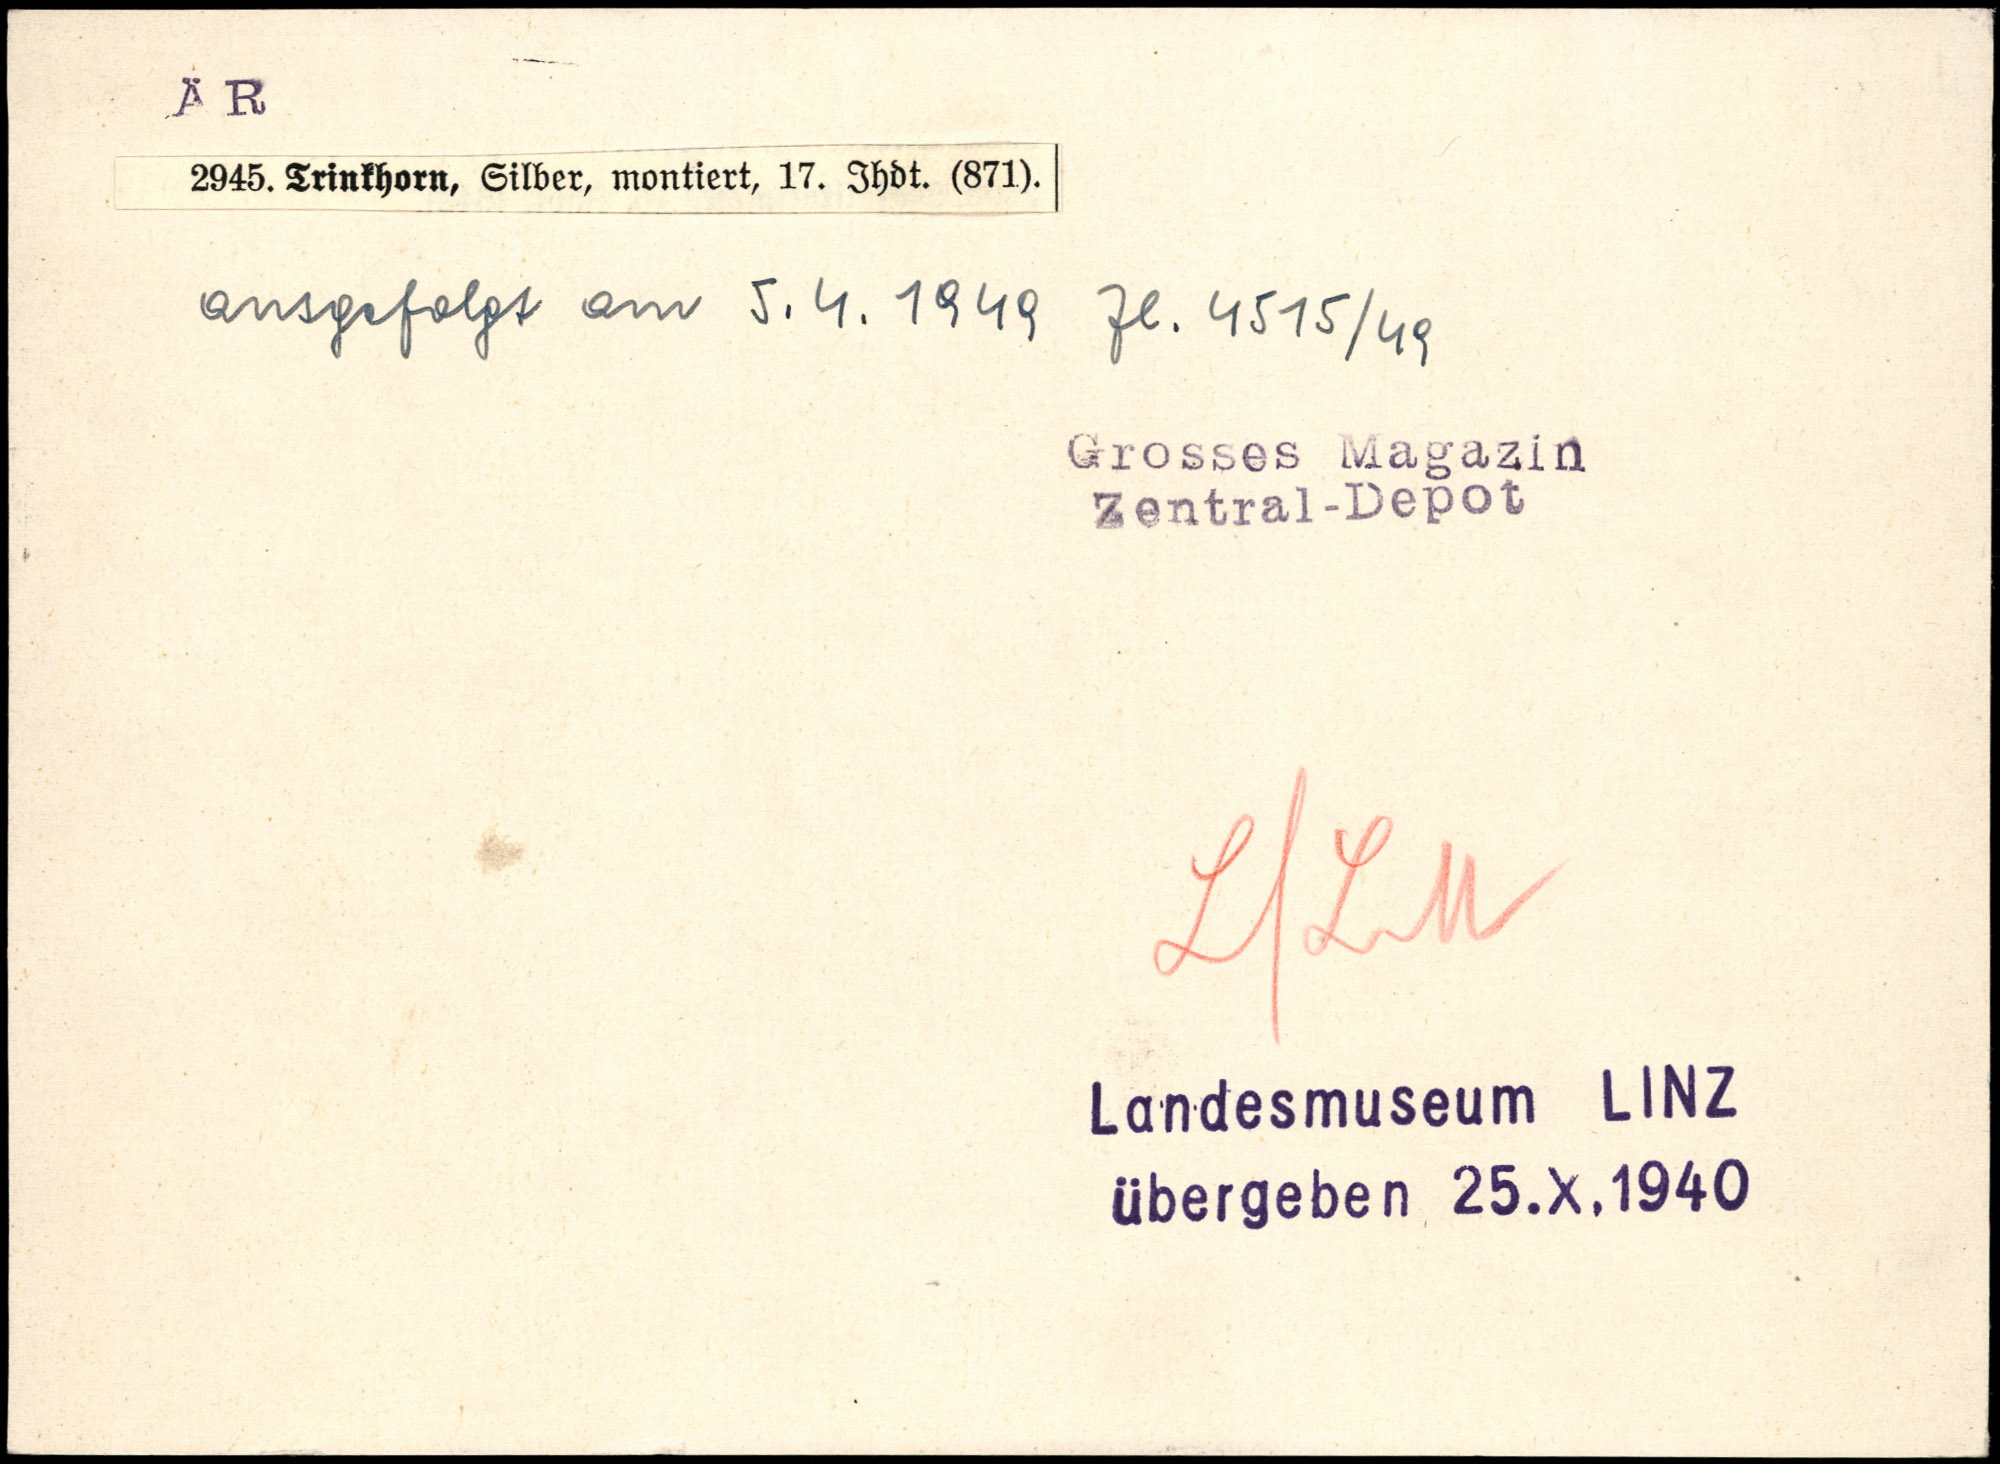 ÄR
2945. Trinkhorn, Silber, montiert, 17. Jhdt. (871).
ausgefolgt am 5.4.1949 Zl. 4515/49
Grosses Magazin
Zentral-Depot
Landesmuseum LINZ
übergeben 25.X.1940